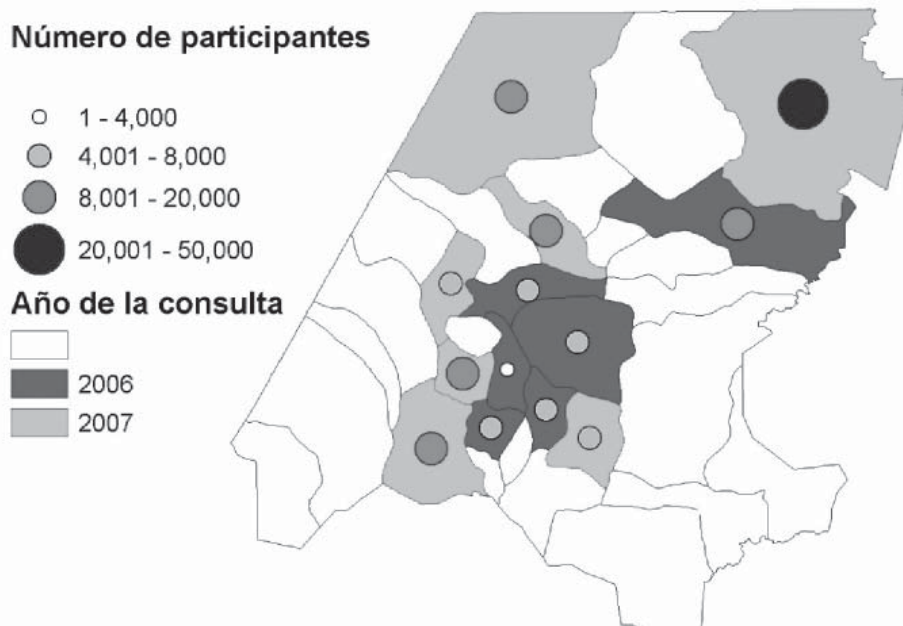 Número de participantes
1 - 4,000
4,001 - 8,000
8,001 - 20,000
20,001 - 50,000
Año de la consulta
2006
2007